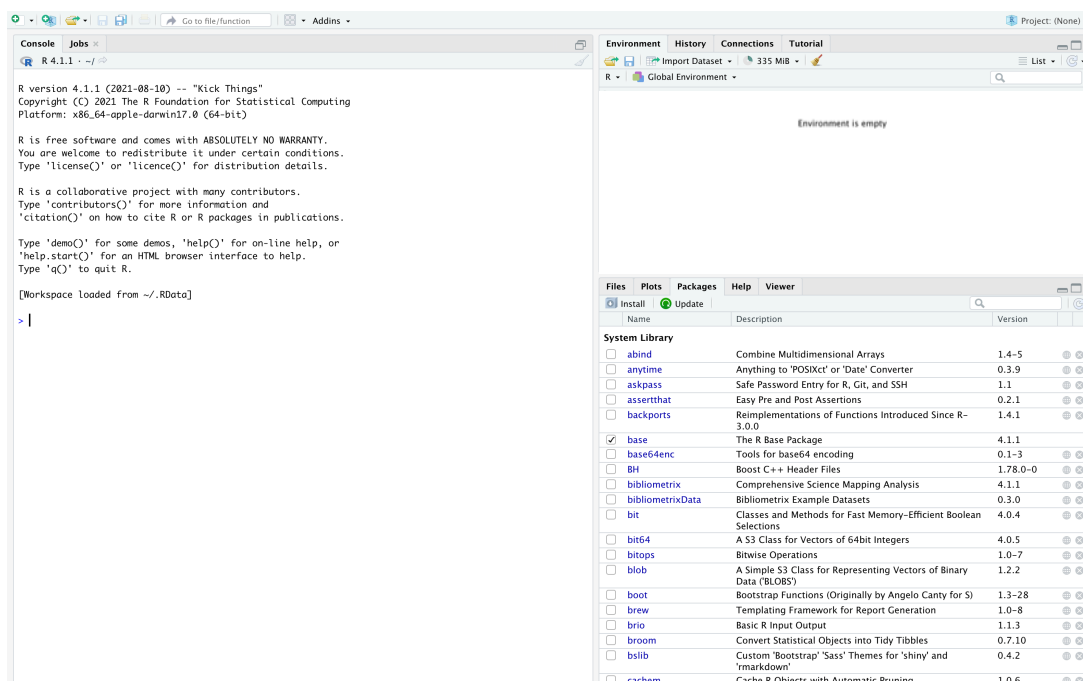 Go to file/function
Addins
Project: (None)
Console Jobs
R 4.1.1 · ~/
R version 4.1.1 (2021-08-10) -- "Kick Things"
Copyright (C) 2021 The R Foundation for Statistical Computing
Platform: x86_64-apple-darwin17.0 (64-bit)
R is free software and comes with ABSOLUTELY NO WARRANTY.
You are welcome to redistribute it under certain conditions.
Type 'license()' or 'licence()' for distribution details.
R is a collaborative project with many contributors.
Type 'contributors()' for more information and
'citation()' on how to cite R or R packages in publications.
Type 'demo()' for some demos, 'help()' for on-line help, or
'help.start()' for an HTML browser interface to help.
Type 'q()' to quit R.
[Workspace loaded from ~/.RData]
>
Environment History Connections Tutorial
Import Dataset 335 MiB List
R Global Environment
Environment is empty
Files Plots Packages Help Viewer
Install Update
Name Description Version
System Library
abind Combine Multidimensional Arrays 1.4-5
anytime Anything to 'POSIXct' or 'Date' Converter 0.3.9
askpass Safe Password Entry for R, Git, and SSH 1.1
assertthat Easy Pre and Post Assertions 0.2.1
backports Reimplementations of Functions Introduced Since R- 1.4.1
3.0.0
base The R Base Package 4.1.1
base64enc Tools for base64 encoding 0.1-3
BH Boost C++ Header Files 1.78.0-0
bibliometrix Comprehensive Science Mapping Analysis 4.1.1
bibliometrixData Bibliometrix Example Datasets 0.3.0
bit Classes and Methods for Fast Memory-Efficient Boolean 4.0.4
Selections
bit64 A S3 Class for Vectors of 64bit Integers 4.0.5
bitops Bitwise Operations 1.0-7
blob A Simple S3 Class for Representing Vectors of Binary 1.2.2
Data ('BLOBS')
boot Bootstrap Functions (Originally by Angelo Canty for S) 1.3-28
brew Templating Framework for Report Generation 1.0-8
brio Basic R Input Output 1.1.3
broom Convert Statistical Objects into Tidy Tibbles 0.7.10
bslib Custom 'Bootstrap' 'Sass' Themes for 'shiny' and 0.4.2
'rmarkdown'
cachem Cache R Objects with Automatic Pruning 1.0.6